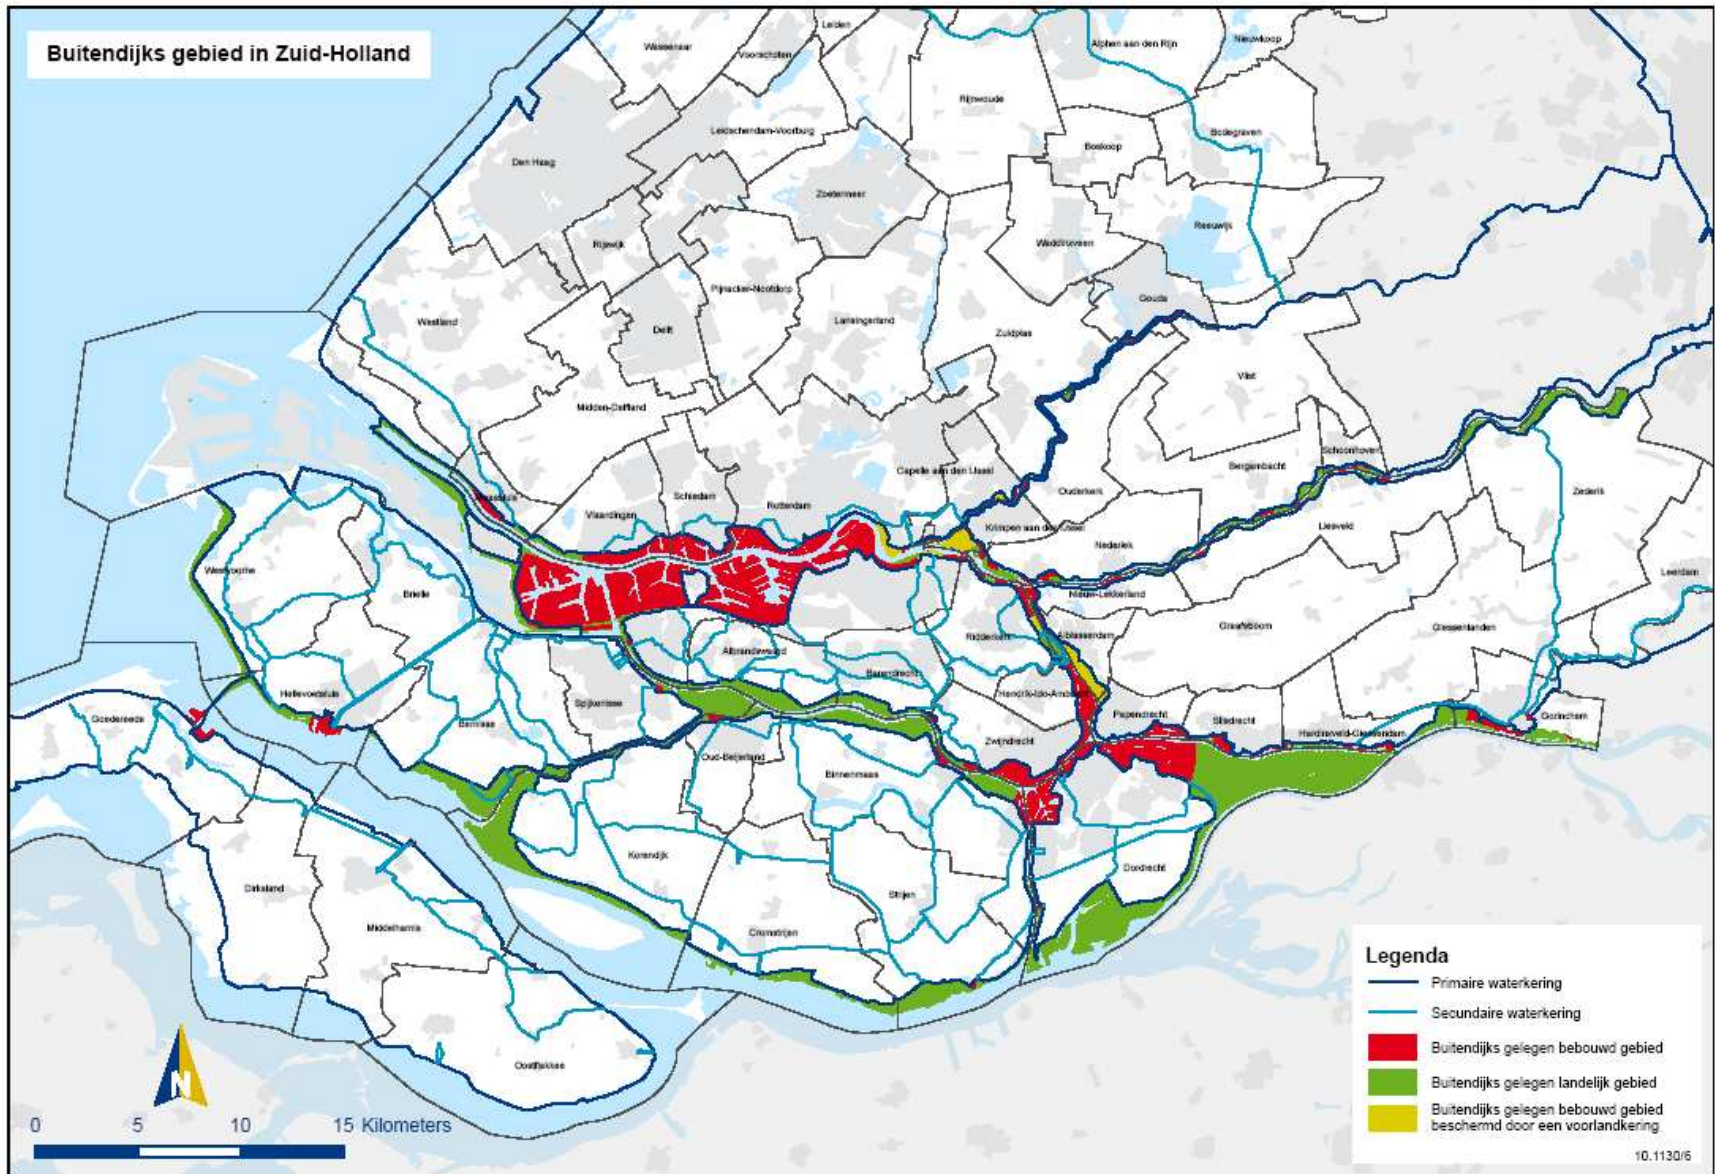 Buitendijks gebied in Zuid-Holland
Wassenaar
Voorschoten
Leiden
Alphen aan den Rijn
Nieuwkoop
Rijnwoude
Leidschendam-Voorburg
Den Haag
Boskoop
Bodegraven
Zoetermeer
Rijswijk
Waddinxveen
Reeuwijk
Pijnacker-Nootdorp
Gouda
Westland
Delft
Lansingerland
Zuidplas
Vlist
Midden-Delfland
Schoonhoven
Bergambacht
Capelle aan den IJssel
Ouderkerk
Zederik
Maassluis
Schiedam
Rotterdam
Vlaardingen
Krimpen aan den IJssel
Liesveld
Nederlek
Westvoorne
Brielle
Nieuw-Lekkerland
Leerdam
Graafstroom
Giessenlanden
Ridderkerk
Alblasserdam
Albrandswaard
Barendrecht
Hellevoetsluis
Hendrik-Ido-Ambacht
Spijkenisse
Goedereede
Bernisse
Papendrecht
Sliedrecht
Gorinchem
Hardinxveld-Giessendam
Zwijndrecht
Oud-Beijerland
Binnenmaas
Korendijk
Dordrecht
Dirksland
Strijen
Middelharnis
Cromstrijen
Oostflakkee
N
0 5 10 15 Kilometers
Legenda
Primaire waterkering
Secundaire waterkering
Buitendijks gelegen bebouwd gebied
Buitendijks gelegen landelijk gebied
Buitendijks gelegen bebouwd gebied
beschermd door een voorlandkering
10.1130/6